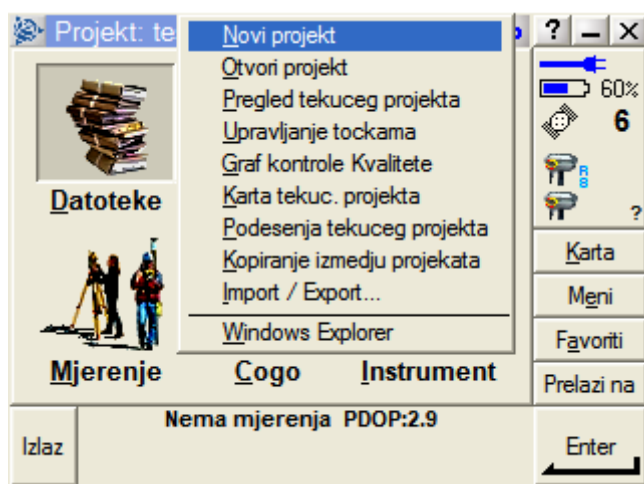 Projekt: te
? – X
Novi projekt
Otvori projekt
Pregled tekuceg projekta
Upravljanje tockama
Graf kontrole Kvalitete
Karta tekuc. projekta
Podesenja tekuceg projekta
Kopiranje izmedju projekata
Import / Export...
Windows Explorer
Datoteke
Mjerenje
Cogo
Instrument
60%
6
R8
?
Karta
Meni
Favoriti
Prelazi na
Izlaz
Nema mjerenja PDOP:2.9
Enter